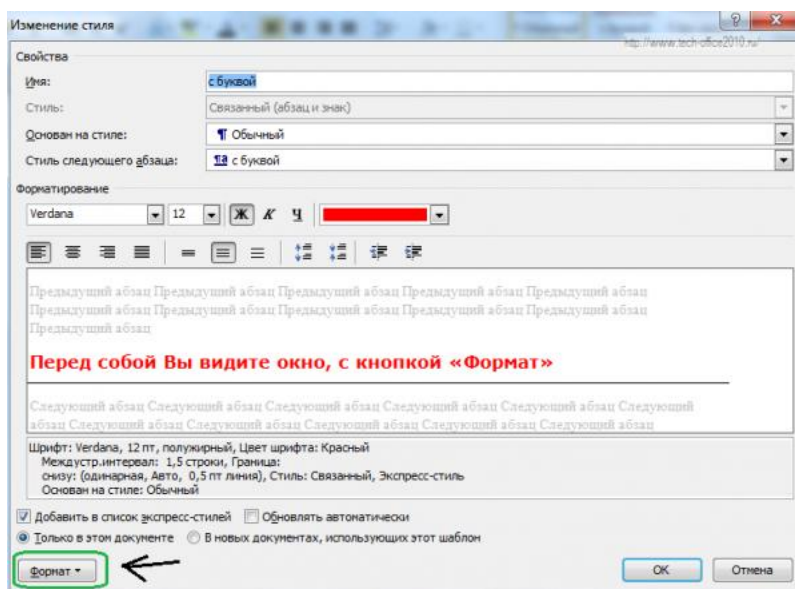 Изменение стиля
http://www.tech-office2010.ru/
Свойства
Имя:
с буквой
Стиль:
Связанный (абзац и знак)
Основан на стиле:
¶ Обычный
Стиль следующего абзаца:
¶а с буквой
Форматирование
Verdana 12 Ж К Ч
Предыдущий абзац Предыдущий абзац Предыдущий абзац Предыдущий абзац Предыдущий абзац
Предыдущий абзац Предыдущий абзац Предыдущий абзац Предыдущий абзац Предыдущий абзац
Предыдущий абзац
Перед собой Вы видите окно, с кнопкой «Формат»
Следующий абзац Следующий абзац Следующий абзац Следующий абзац Следующий абзац Следующий
абзац Следующий абзац Следующий абзац Следующий абзац Следующий абзац Следующий абзац
Шрифт: Verdana, 12 пт, полужирный, Цвет шрифта: Красный
Междустр.интервал: 1,5 строки, Граница:
снизу: (одинарная, Авто, 0,5 пт линия), Стиль: Связанный, Экспресс-стиль
Основан на стиле: Обычный
Добавить в список экспресс-стилей Обновлять автоматически
Только в этом документе В новых документах, использующих этот шаблон
Формат
OK Отмена